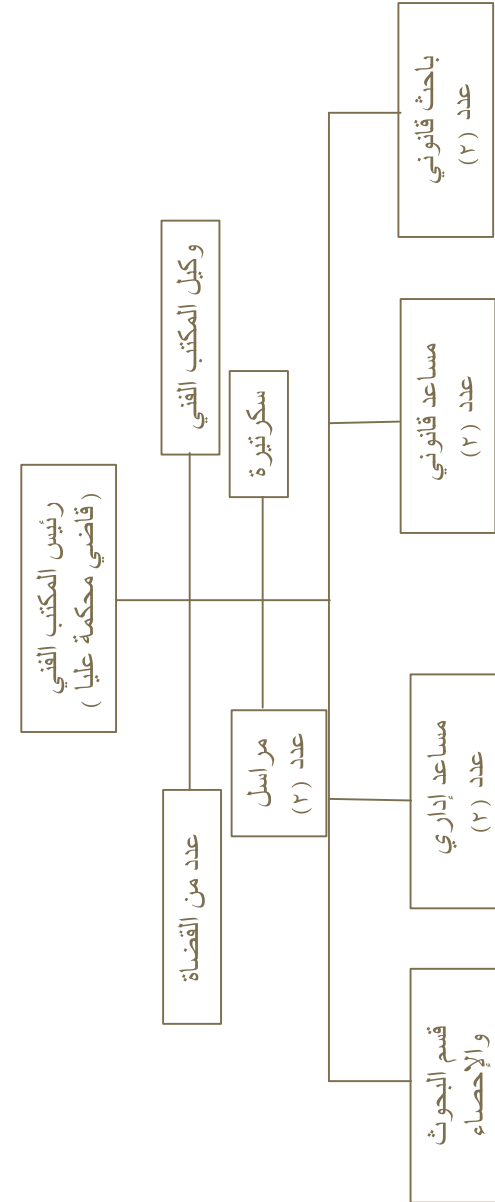 رئيس المكتب الفني
(قاضي محكمة عليا )
وكيل المكتب الفني
عدد من القضاة
سكرتيرة
مراسل
عدد (٢)
باحث قانوني
عدد (٢)
مساعد قانوني
عدد (٢)
مساعد إداري
عدد (٢)
قسم البحوث
والإحصاء